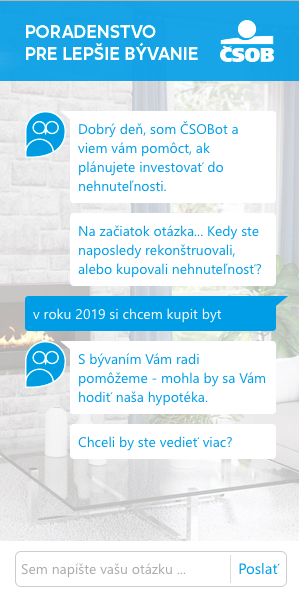 PORADENSTVO
PRE LEPŠIE BÝVANIE
ČSOB
Dobrý deň, som ČSOBot a
viem vám pomôct, ak
plánujete investovať do
nehnuteľnosti.
Na začiatok otázka... Kedy ste
naposledy rekonštruovali,
alebo kupovali nehnuteľnosť?
v roku 2019 si chcem kupit byt
S bývaním Vám radi
pomôžeme - mohla by sa Vám
hodiť naša hypotéka.
Chceli by ste vedieť viac?
Sem napíšte vašu otázku ...
Poslať